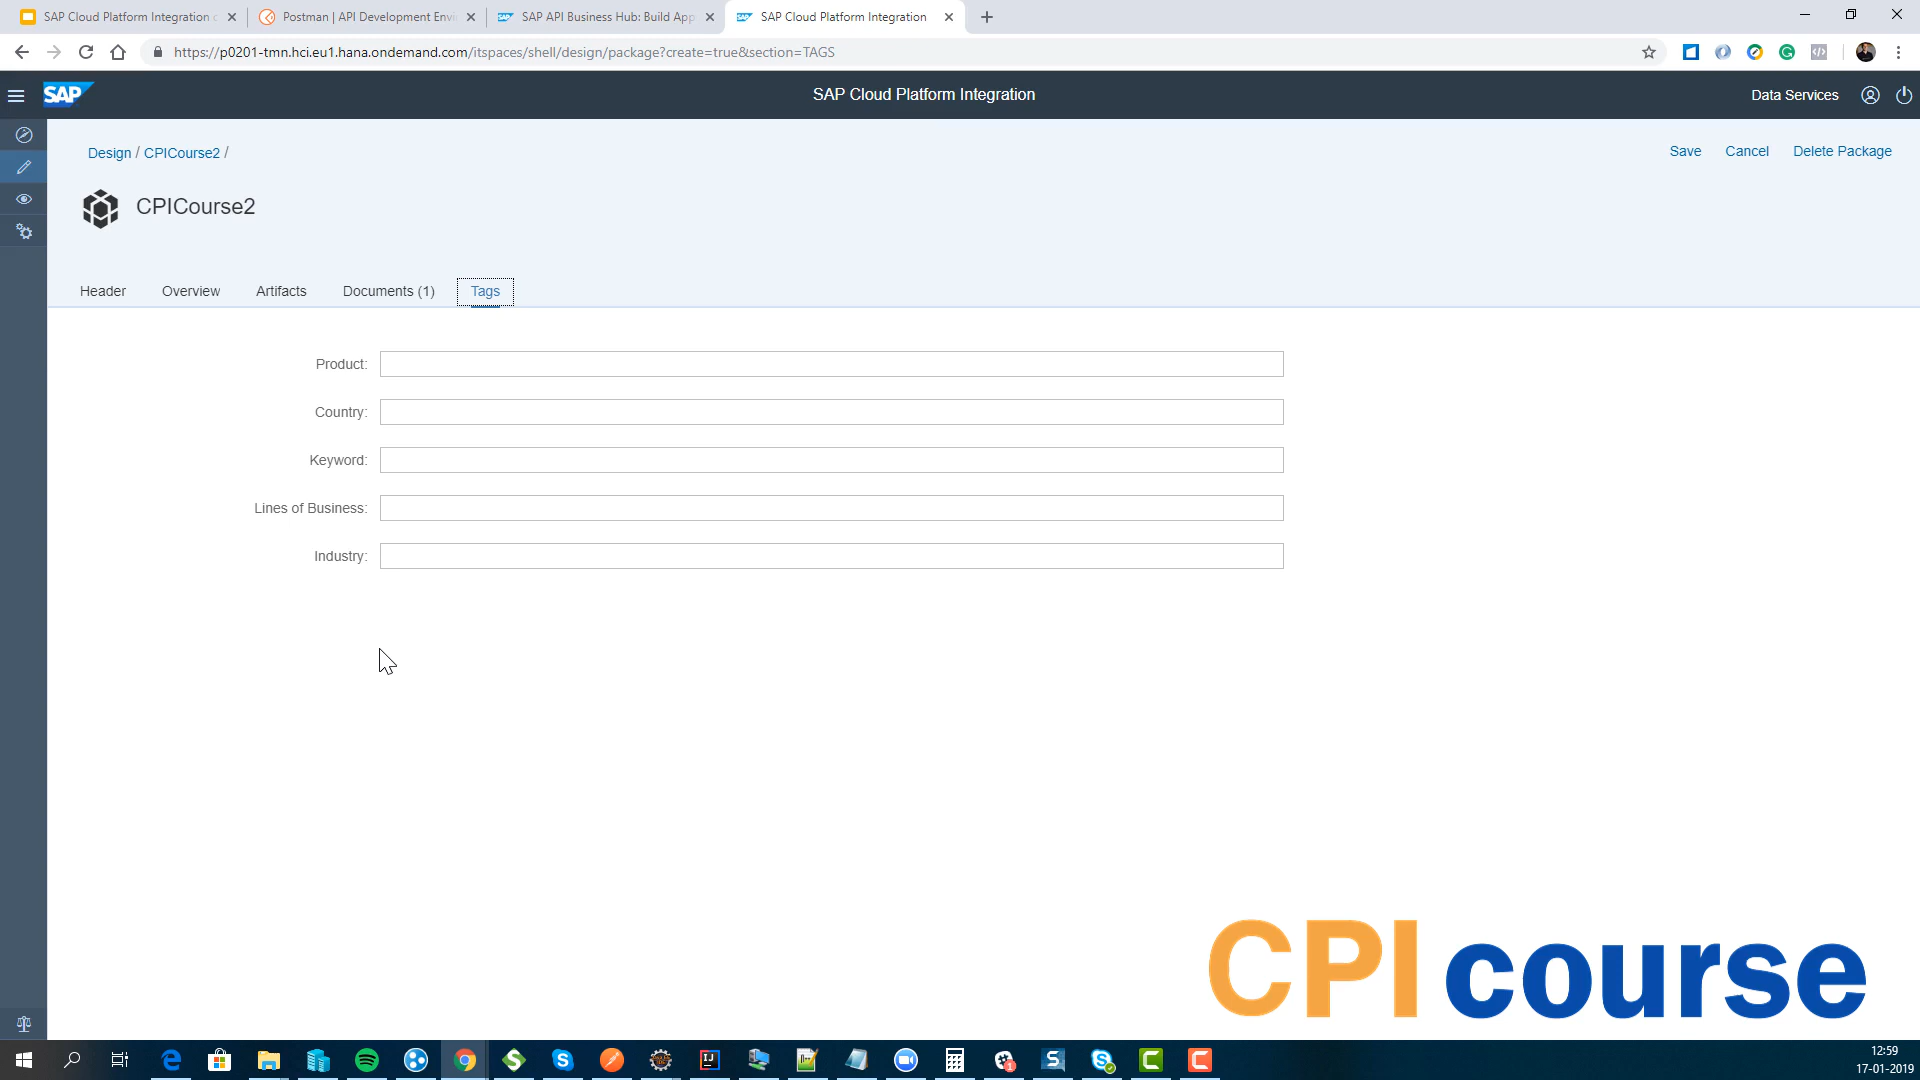 SAP Cloud Platform Integration
Postman | API Development Envi
SAP API Business Hub: Build App
SAP Cloud Platform Integration
https://p0201-tmn.hci.eu1.hana.ondemand.com/itspaces/shell/design/package?create=true&section=TAGS
SAP
SAP Cloud Platform Integration
Data Services
Design / CPICourse2 /
Save
Cancel
Delete Package
CPICourse2
Header
Overview
Artifacts
Documents (1)
Tags
Product:
Country:
Keyword:
Lines of Business:
Industry:
CPI course
12:59
17-01-2019